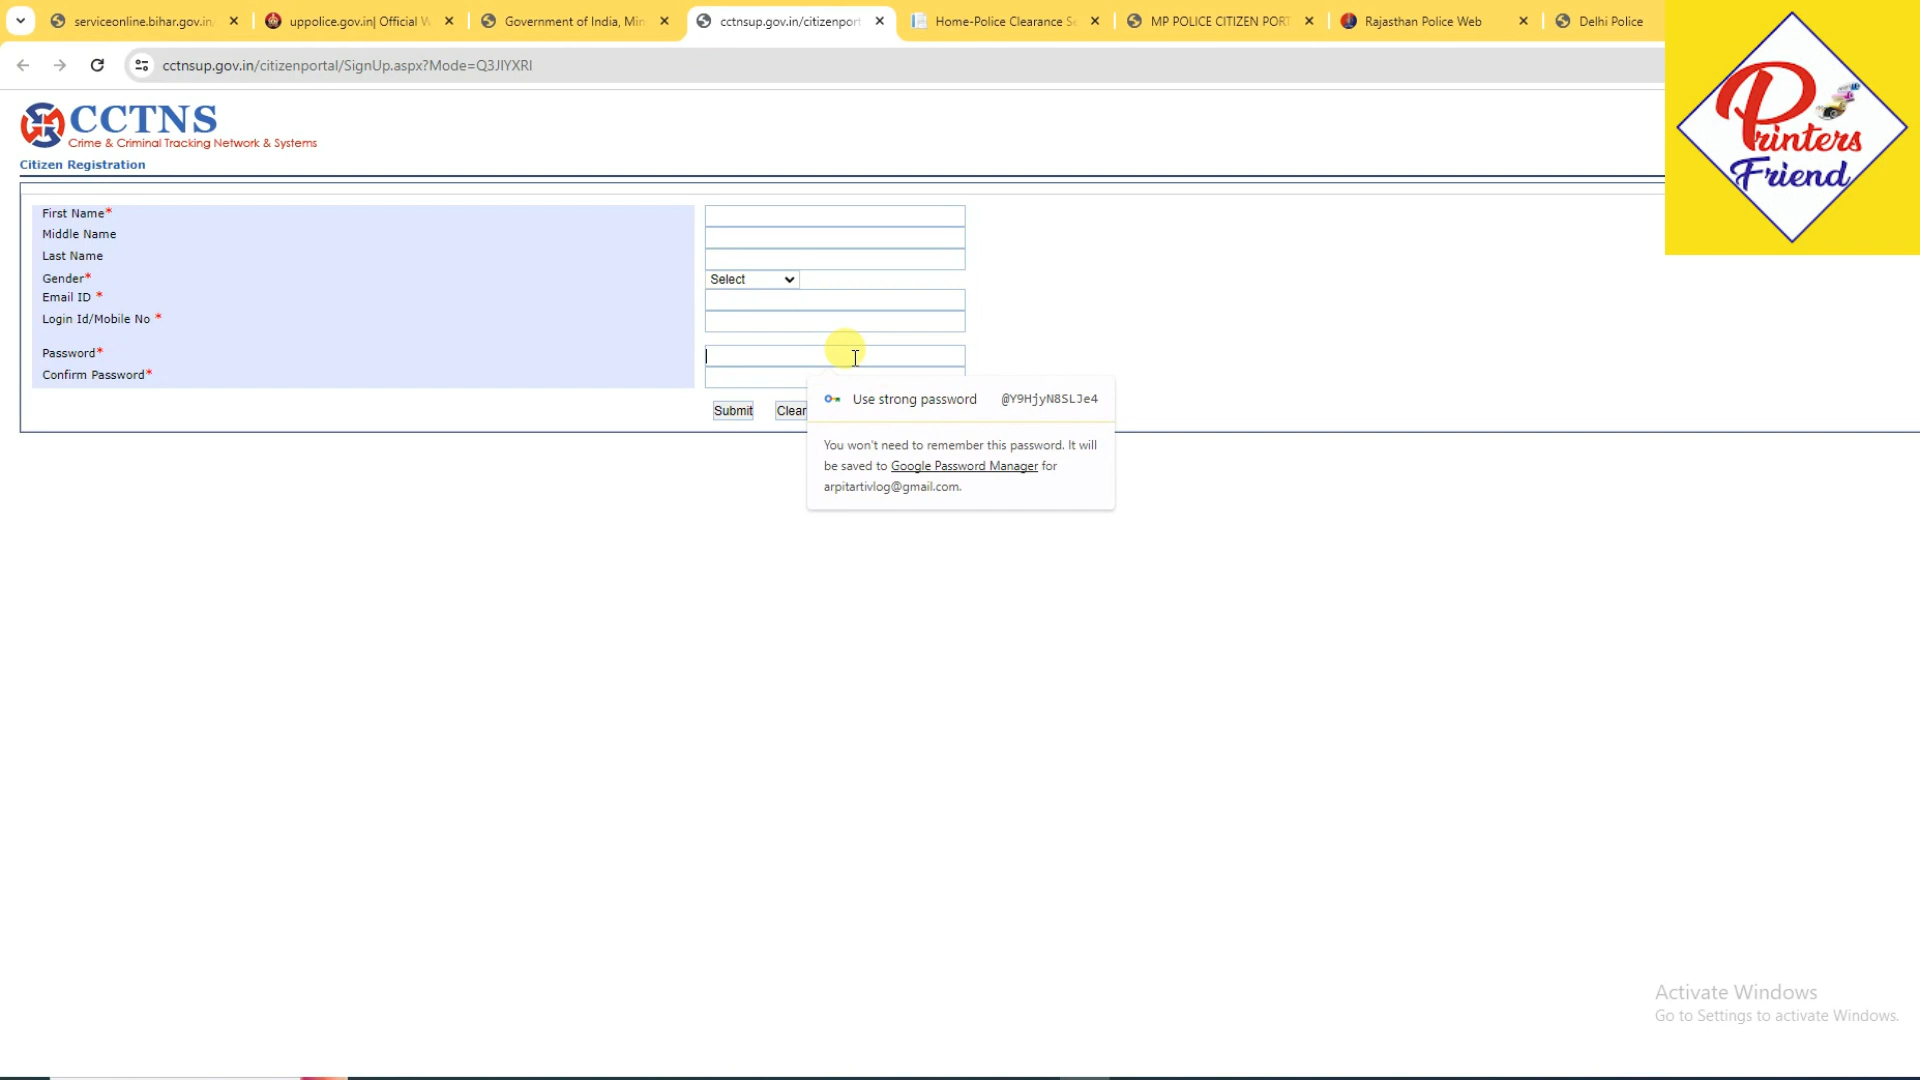 serviceonline.bihar.gov.in
uppolice.gov.in| Official W
Government of India, Min
cctnsup.gov.in/citizenport
Home-Police Clearance Se
MP POLICE CITIZEN PORT
Rajasthan Police Web
Delhi Police
cctnsup.gov.in/citizenportal/SignUp.aspx?Mode=Q3JlYXRl
CCTNS
Crime & Criminal Tracking Network & Systems
Citizen Registration
First Name*
Middle Name
Last Name
Gender*
Select
Email ID *
Login Id/Mobile No *
Password*
Confirm Password*
Submit
Clear
Use strong password @Y9HjyN8SLJe4
You won't need to remember this password. It will
be saved to Google Password Manager for
arpitartivlog@gmail.com.
Printers
Friend
Activate Windows
Go to Settings to activate Windows.